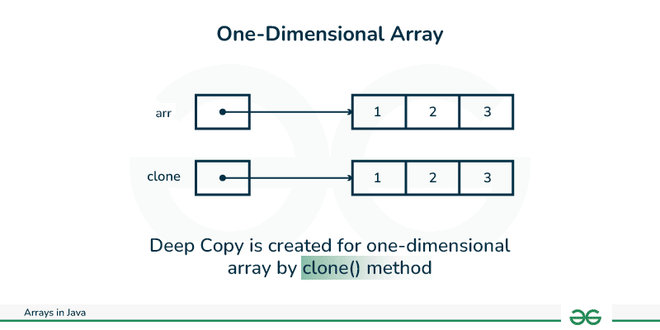 One-Dimensional Array
arr
1 2 3
clone
1 2 3
Deep Copy is created for one-dimensional
array by clone() method
Arrays in Java